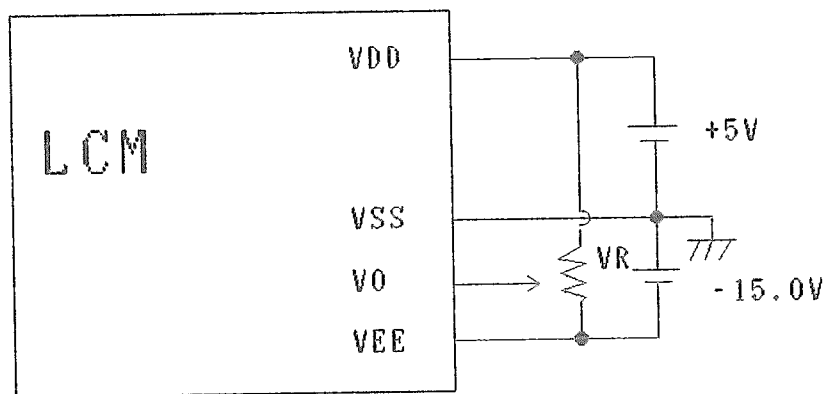 VDD
+5V
LCM
VSS
VR
VO
-15.0V
VEE